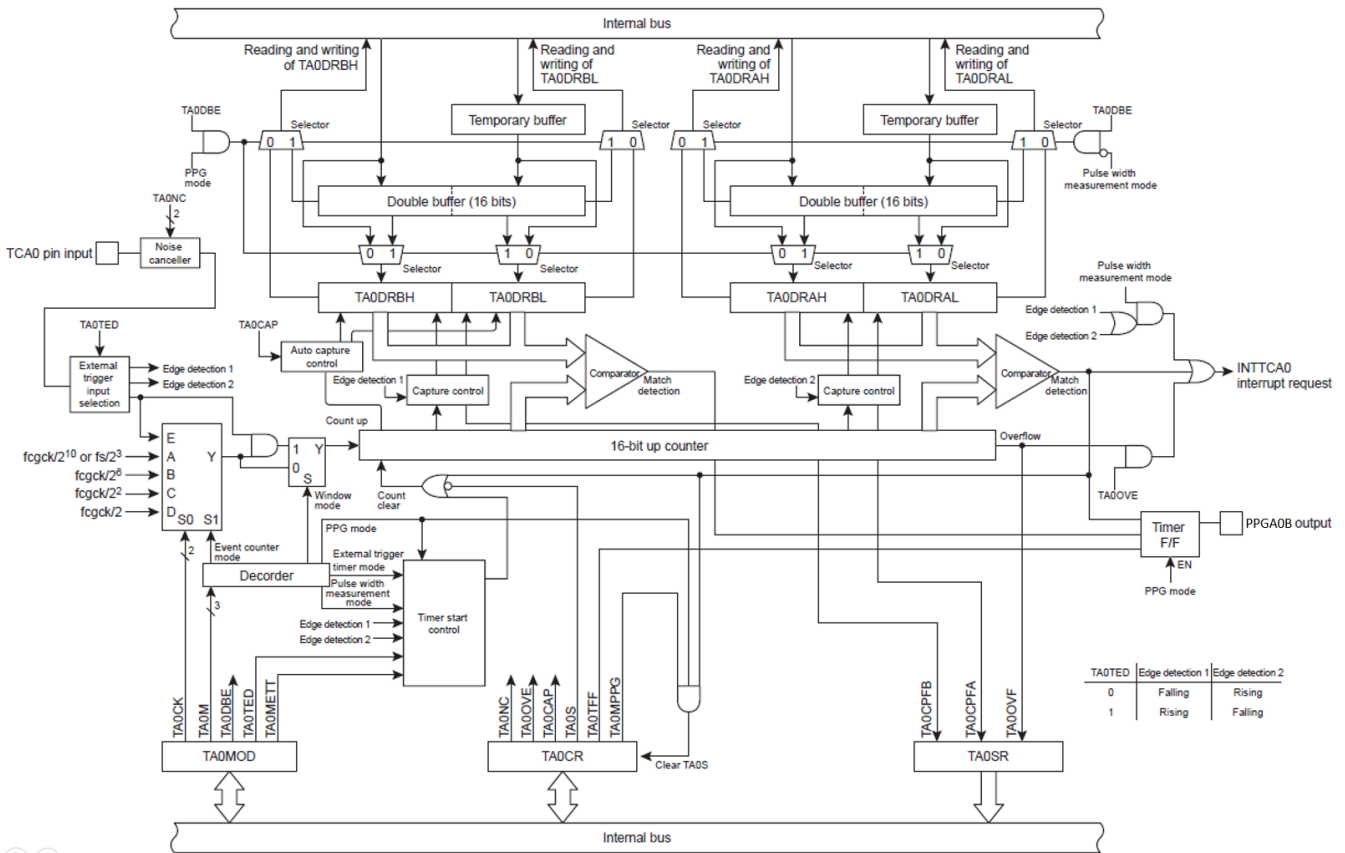 Internal bus
Reading and writing
of TA0DRBH
Reading and
writing of
TA0DRBL
Reading and
writing of
TA0DRAH
Reading and
writing of
TA0DRAL
TA0DBE
Selector
0 1
Temporary buffer
Selector
1 0
Selector
0 1
Temporary buffer
Selector
1 0
TA0DBE
PPG
mode
Pulse width
measurement mode
TA0NC
2
Double buffer (16 bits)
Double buffer (16 bits)
TCA0 pin input
Noise
canceller
0 1
Selector
1 0
Selector
0 1
Selector
1 0
Selector
TA0DRBH
TA0DRBL
TA0DRAH
TA0DRAL
Pulse width
measurement mode
Edge detection 1
Edge detection 2
TA0TED
TA0CAP
External
trigger
input
selection
Edge detection 1
Edge detection 2
Auto capture
control
Edge detection 1
Capture control
Comparator
Match
detection
Edge detection 2
Capture control
Comparator
Match
detection
INTTCA0
interrupt request
Count up
16-bit up counter
Overflow
TA0OVE
E
A
B
C
D
Y
S0 S1
fcgck/2¹⁰ or fs/2³
fcgck/2⁶
fcgck/2²
fcgck/2
1
Y
0
S
Window
mode
Count
clear
PPG mode
Event counter
mode
2
Decorder
3
External trigger
timer mode
Pulse width
measurement
mode
Edge detection 1
Edge detection 2
Timer start
control
Timer
F/F
EN
PPG mode
PPGA0B output
TA0CK
TA0M
TA0DBE
TA0TED
TA0METT
TA0NC
TA0OVE
TA0CAP
TA0S
TA0TFF
TA0MPPG
TA0CPFB
TA0CPFA
TA0OVF
TA0TED Edge detection 1 Edge detection 2
0 Falling Rising
1 Rising Falling
TA0MOD
TA0CR
Clear TA0S
TA0SR
Internal bus